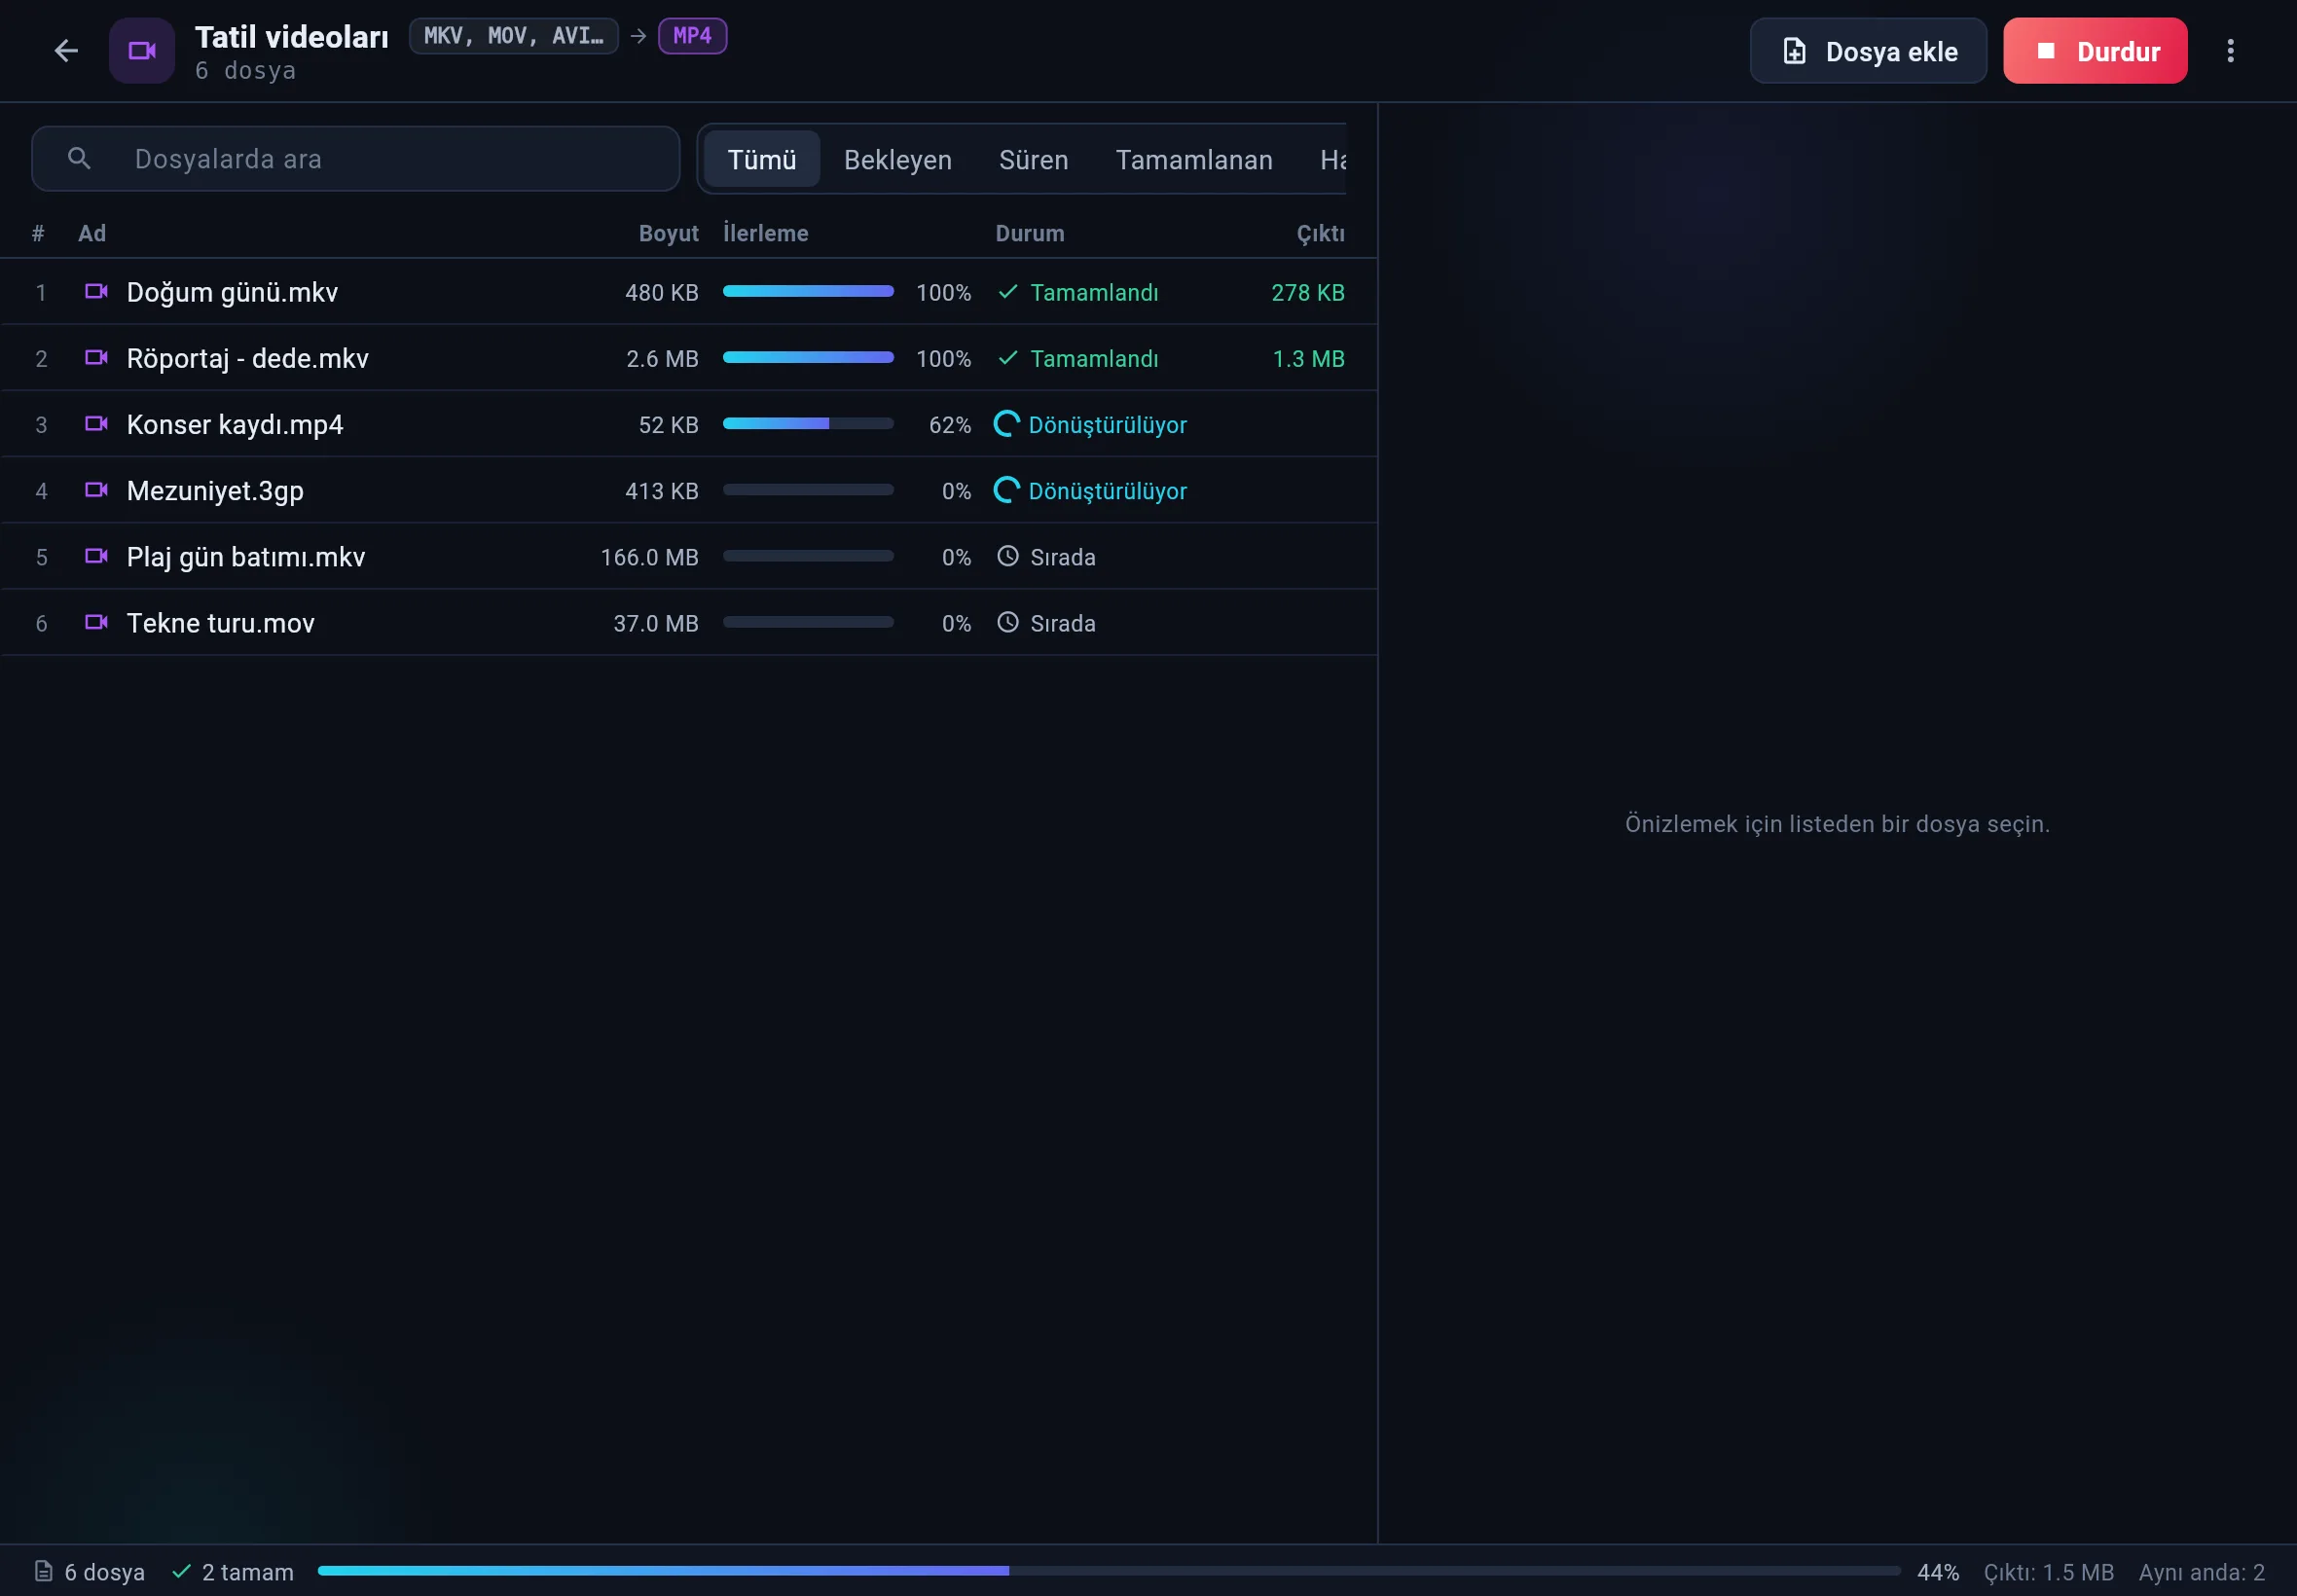 Tatil videoları MKV, MOV, AVI… → MP4
6 dosya
Dosya ekle
Durdur
Dosyalarda ara
Tümü Bekleyen Süren Tamamlanan
# Ad Boyut İlerleme Durum Çıktı
1 Doğum günü.mkv 480 KB 100% Tamamlandı 278 KB
2 Röportaj - dede.mkv 2.6 MB 100% Tamamlandı 1.3 MB
3 Konser kaydı.mp4 52 KB 62% Dönüştürülüyor
4 Mezuniyet.3gp 413 KB 0% Dönüştürülüyor
5 Plaj gün batımı.mkv 166.0 MB 0% Sırada
6 Tekne turu.mov 37.0 MB 0% Sırada
Önizlemek için listeden bir dosya seçin.
6 dosya 2 tamam 44% Çıktı: 1.5 MB Aynı anda: 2